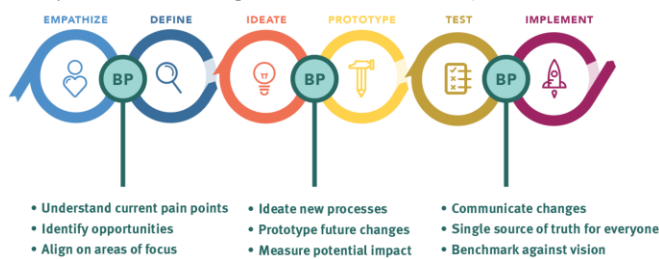 EMPATHIZE DEFINE IDEATE PROTOTYPE TEST IMPLEMENT
BP BP BP
• Understand current pain points
• Identify opportunities
• Align on areas of focus
• Ideate new processes
• Prototype future changes
• Measure potential impact
• Communicate changes
• Single source of truth for everyone
• Benchmark against vision